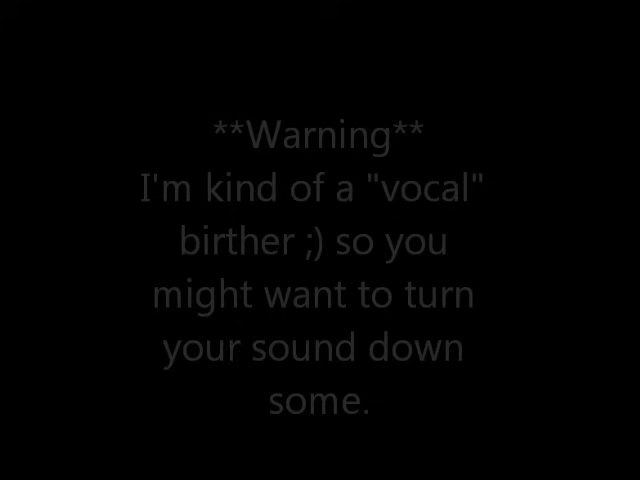 **Warning**
I'm kind of a "vocal"
birther ;) so you
might want to turn
your sound down
some.